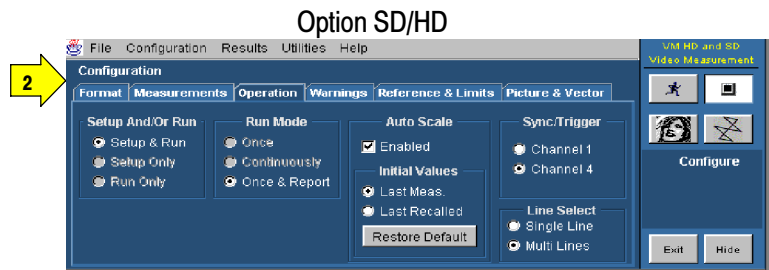 Option SD/HD
File Configuration Results Utilities Help
VM HD and SD
Video Measurement
2
Configuration
Format Measurements Operation Warnings Reference & Limits Picture & Vector
Setup And/Or Run
Setup & Run
Setup Only
Run Only
Run Mode
Once
Continuously
Once & Report
Auto Scale
Enabled
Initial Values
Last Meas.
Last Recalled
Restore Default
Sync/Trigger
Channel 1
Channel 4
Line Select
Single Line
Multi Lines
Configure
Exit Hide